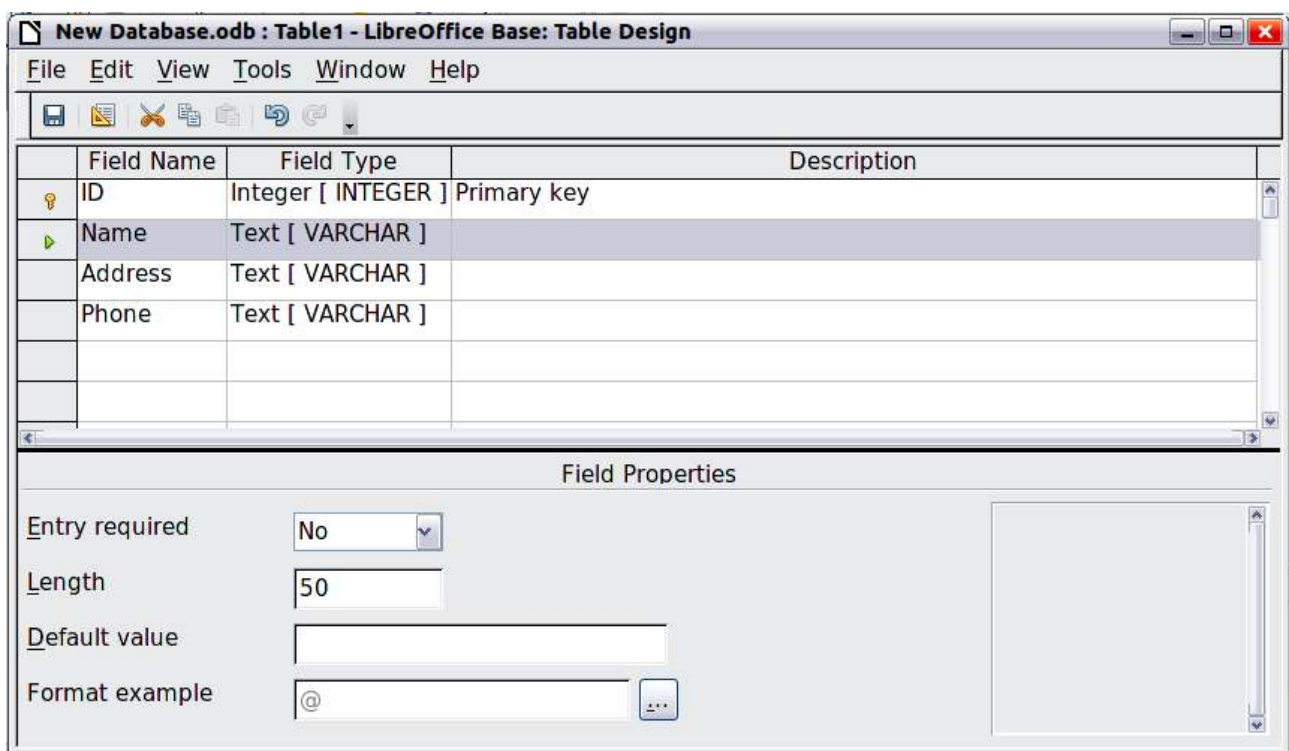 New Database.odb : Table1 - LibreOffice Base: Table Design
File Edit View Tools Window Help
Field Name Field Type Description
ID Integer [ INTEGER ] Primary key
Name Text [ VARCHAR ]
Address Text [ VARCHAR ]
Phone Text [ VARCHAR ]
Field Properties
Entry required No
Length 50
Default value
Format example @ ...